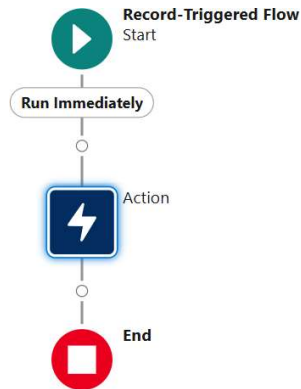 Record-Triggered Flow
Start
Run Immediately
Action
End